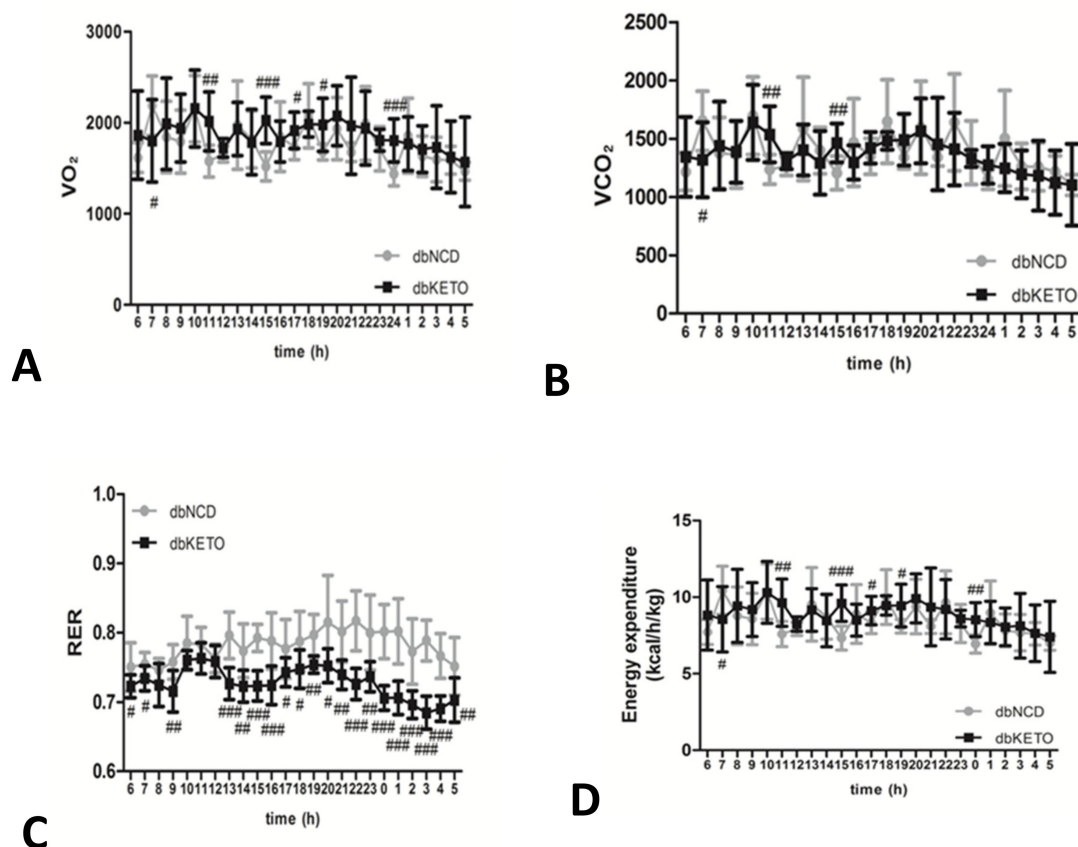 3000
##
###
#
#
###
2000
VO₂
#
1000
dbNCD
dbKETO
0
6 7 8 9 10 11 12 13 14 15 16 17 18 19 20 21 22 23 24 1 2 3 4 5
time (h)
A
2500
2000
##
##
1500
VCO₂
1000
#
500
dbNCD
dbKETO
0
6 7 8 9 10 11 12 13 14 15 16 17 18 19 20 21 22 23 24 1 2 3 4 5
time (h)
B
1.0
dbNCD
0.9
dbKETO
RER
0.8
0.7
# # ## ### ## ### ### # # ## # ## ### ## ### ### ### ### ### ##
0.6
6 7 8 9 10 11 12 13 14 15 16 17 18 19 20 21 22 23 0 1 2 3 4 5
time (h)
C
15
##
###
#
#
##
10
Energy expenditure
(kcal/h/kg)
#
5
dbNCD
dbKETO
0
6 7 8 9 10 11 12 13 14 15 16 17 18 19 20 21 22 23 0 1 2 3 4 5
time (h)
D